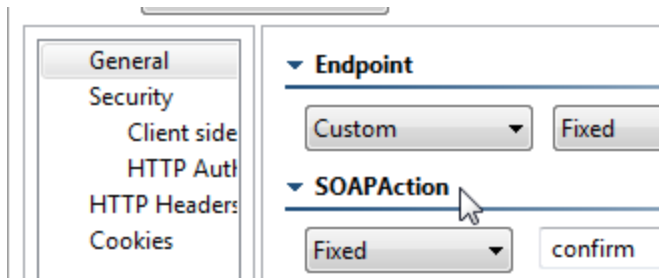 General
Security
Client side
HTTP Auth
HTTP Headers
Cookies
Endpoint
Custom
Fixed
SOAPAction
Fixed
confirm